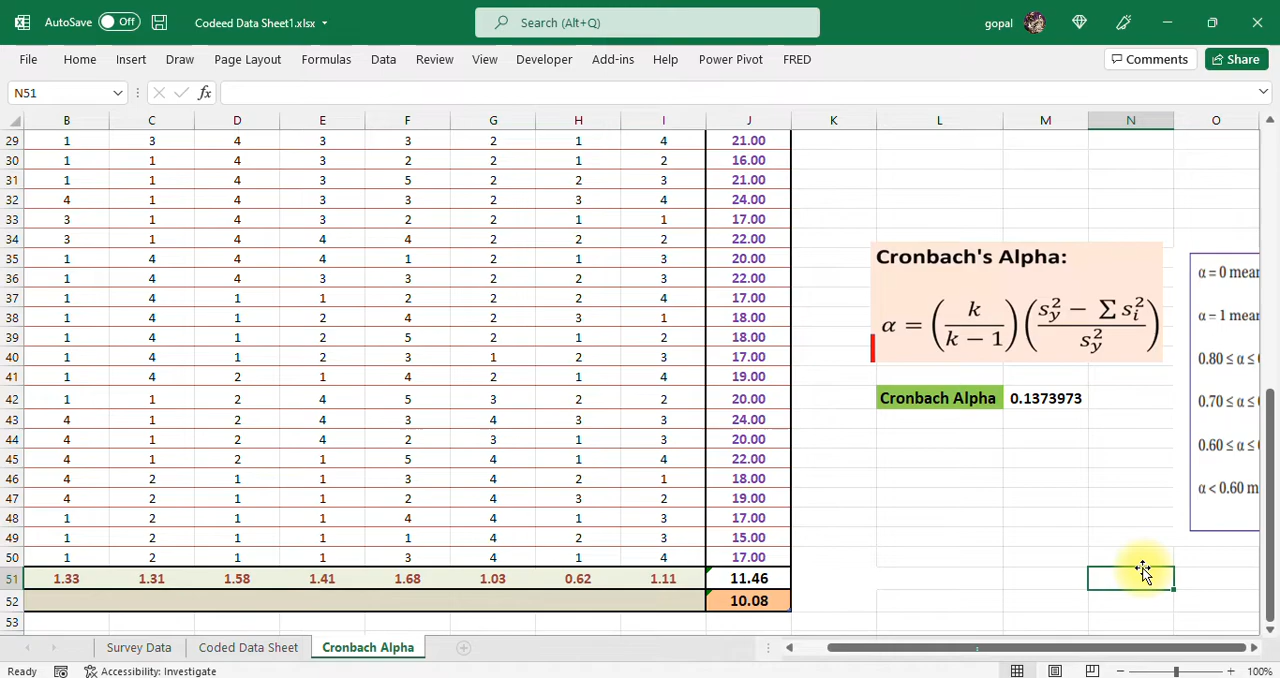 AutoSave Off Codeed Data Sheet1.xlsx Search (Alt+Q) gopal
File Home Insert Draw Page Layout Formulas Data Review View Developer Add-ins Help Power Pivot FRED Comments Share
N51 fx
B C D E F G H I J K L M N O
29 1 3 4 3 3 2 1 4 21.00
30 1 1 4 3 2 2 1 2 16.00
31 1 1 4 3 5 2 2 3 21.00
32 4 1 4 3 3 2 3 4 24.00
33 3 1 4 3 2 2 1 1 17.00
34 3 1 4 4 4 2 2 2 22.00
35 1 4 4 4 1 2 1 3 20.00
36 1 4 4 3 3 2 2 3 22.00
37 1 4 1 1 2 2 2 4 17.00
38 1 4 1 2 4 2 3 1 18.00
39 1 4 1 2 5 2 1 2 18.00
40 1 4 1 2 3 1 2 3 17.00
41 1 4 2 1 4 2 1 4 19.00
42 1 1 2 4 5 3 2 2 20.00
43 4 1 2 4 3 4 3 3 24.00
44 4 1 2 4 2 3 1 3 20.00
45 4 1 2 1 5 4 1 4 22.00
46 4 2 1 1 3 4 2 1 18.00
47 4 2 1 1 2 4 3 2 19.00
48 1 2 1 1 4 4 1 3 17.00
49 1 2 1 1 1 4 2 3 15.00
50 1 2 1 1 3 4 1 4 17.00
51 1.33 1.31 1.58 1.41 1.68 1.03 0.62 1.11 11.46
52 10.08
53
Cronbach's Alpha:
α = (k / (k − 1)) ((s_y² − Σ s_i²) / s_y²)
Cronbach Alpha 0.1373973
α = 0 mean
α = 1 mean
0.80 ≤ α ≤
0.70 ≤ α ≤
0.60 ≤ α ≤
α < 0.60 m
Survey Data Coded Data Sheet Cronbach Alpha
Ready Accessibility: Investigate 100%